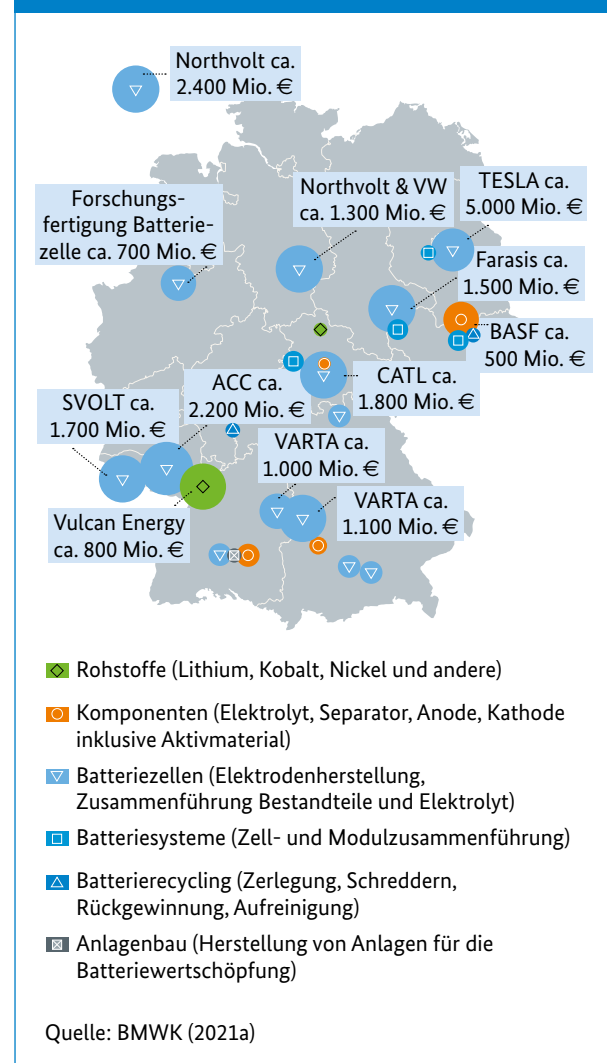 Northvolt ca.
2.400 Mio. €
Forschungs-
fertigung Batterie-
zelle ca. 700 Mio. €
Northvolt & VW
ca. 1.300 Mio. €
TESLA ca.
5.000 Mio. €
Farasis ca.
1.500 Mio. €
BASF ca.
500 Mio. €
CATL ca.
1.800 Mio. €
ACC ca.
2.200 Mio. €
SVOLT ca.
1.700 Mio. €
VARTA ca.
1.000 Mio. €
VARTA ca.
1.100 Mio. €
Vulcan Energy
ca. 800 Mio. €
Rohstoffe (Lithium, Kobalt, Nickel und andere)
Komponenten (Elektrolyt, Separator, Anode, Kathode
inklusive Aktivmaterial)
Batteriezellen (Elektrodenherstellung,
Zusammenführung Bestandteile und Elektrolyt)
Batteriesysteme (Zell- und Modulzusammenführung)
Batterierecycling (Zerlegung, Schreddern,
Rückgewinnung, Aufreinigung)
Anlagenbau (Herstellung von Anlagen für die
Batteriewertschöpfung)
Quelle: BMWK (2021a)